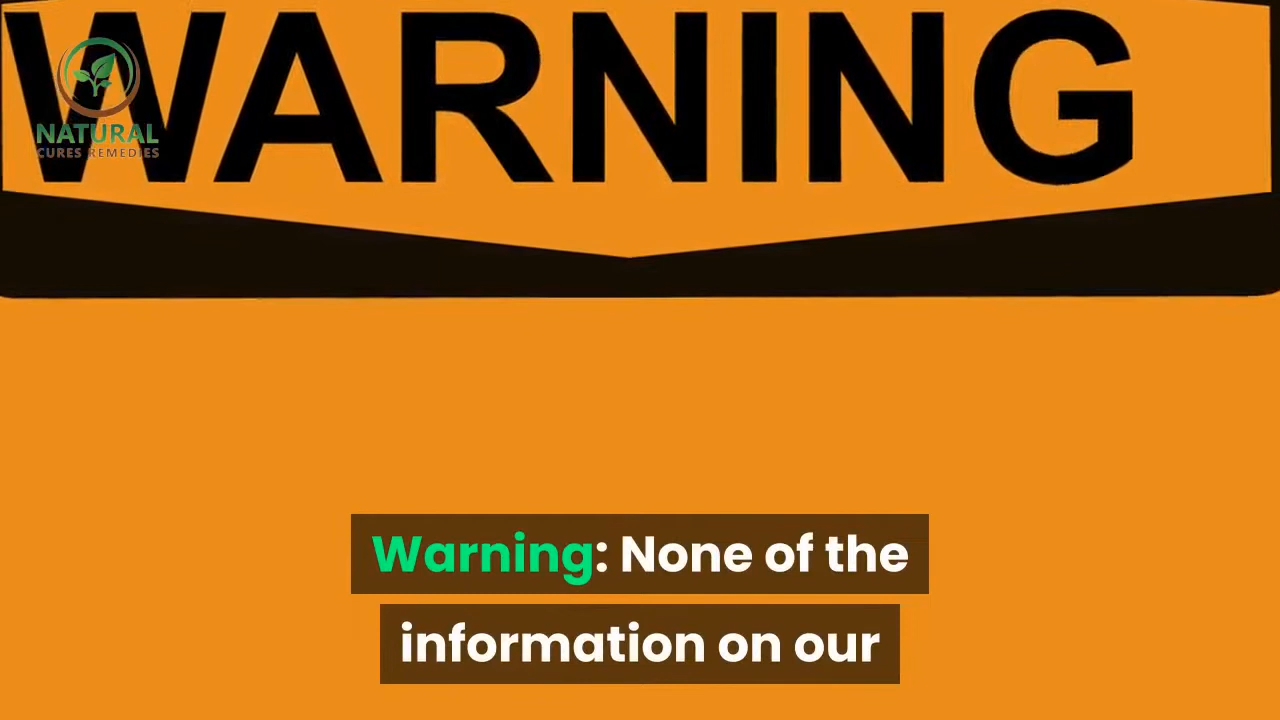 WARNING
NATURAL
CURES REMEDIES
Warning: None of the
information on our